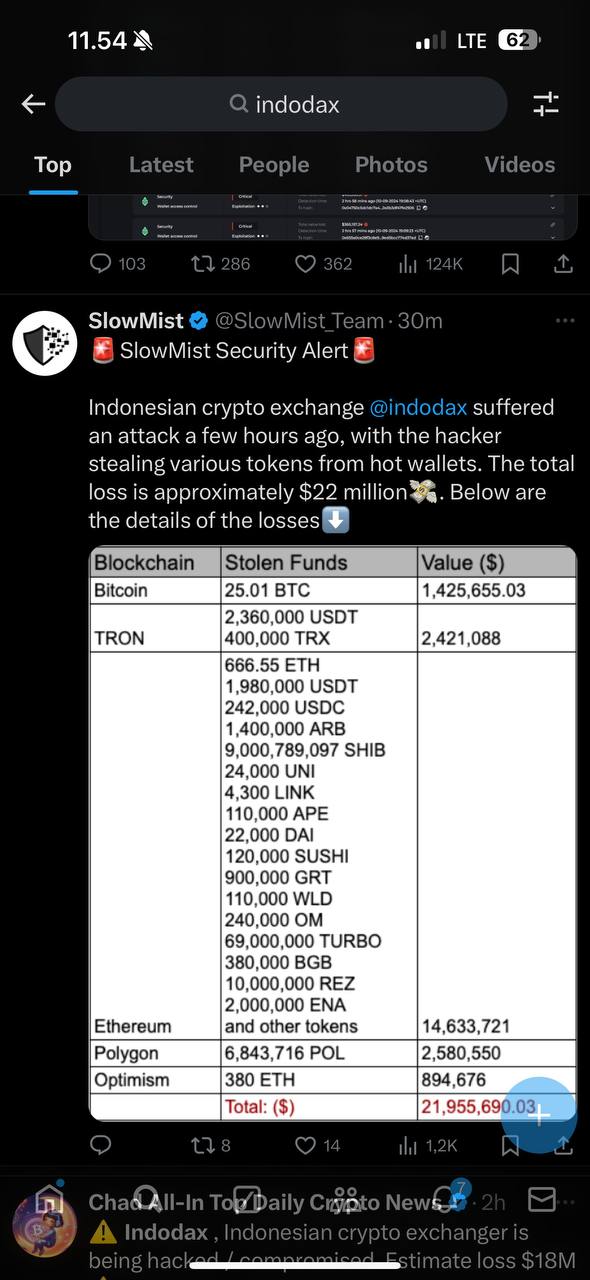 11.54
LTE 62
indodax
Top Latest People Photos Videos
Security Critical
Wallet access control Exploitation
Security Critical
Wallet access control Exploitation
103 286 362 124K
SlowMist @SlowMist_Team · 30m
🚨 SlowMist Security Alert 🚨
Indonesian crypto exchange @indodax suffered
an attack a few hours ago, with the hacker
stealing various tokens from hot wallets. The total
loss is approximately $22 million💸. Below are
the details of the losses⬇️
Blockchain Stolen Funds Value ($)
Bitcoin 25.01 BTC 1,425,655.03
2,360,000 USDT
TRON 400,000 TRX 2,421,088
666.55 ETH
1,980,000 USDT
242,000 USDC
1,400,000 ARB
9,000,789,097 SHIB
24,000 UNI
4,300 LINK
110,000 APE
22,000 DAI
120,000 SUSHI
900,000 GRT
110,000 WLD
240,000 OM
69,000,000 TURBO
380,000 BGB
10,000,000 REZ
2,000,000 ENA
Ethereum and other tokens 14,633,721
Polygon 6,843,716 POL 2,580,550
Optimism 380 ETH 894,676
Total: ($) 21,955,690.03
8 14 1,2K
7
Chad All-In Top Daily Crypto News · 2h
⚠️ Indodax , Indonesian crypto exchanger is
being hacked / compromised. Estimate loss $18M